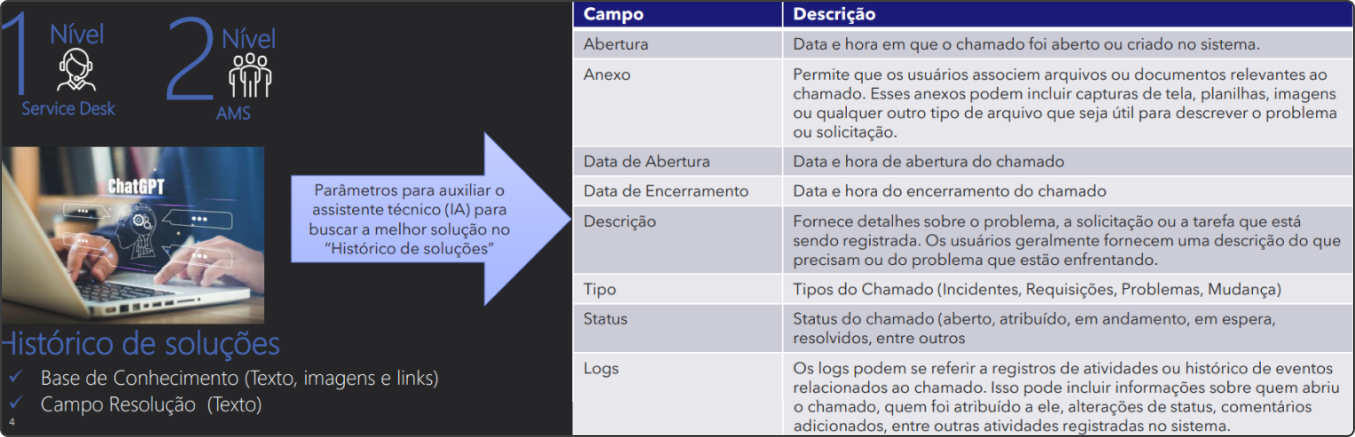 1 Nível
Service Desk
2 Nível
AMS
ChatGPT
Histórico de soluções
✓ Base de Conhecimento (Texto, imagens e links)
✓ Campo Resolução (Texto)
4
Parâmetros para auxiliar o
assistente técnico (IA) para
buscar a melhor solução no
“Histórico de soluções”
Campo Descrição
Abertura Data e hora em que o chamado foi aberto ou criado no sistema.
Anexo Permite que os usuários associem arquivos ou documentos relevantes ao
chamado. Esses anexos podem incluir capturas de tela, planilhas, imagens
ou qualquer outro tipo de arquivo que seja útil para descrever o problema
ou solicitação.
Data de Abertura Data e hora de abertura do chamado
Data de Encerramento Data e hora do encerramento do chamado
Descrição Fornece detalhes sobre o problema, a solicitação ou a tarefa que está
sendo registrada. Os usuários geralmente fornecem uma descrição do que
precisam ou do problema que estão enfrentando.
Tipo Tipos do Chamado (Incidentes, Requisições, Problemas, Mudança)
Status Status do chamado (aberto, atribuído, em andamento, em espera,
resolvidos, entre outros
Logs Os logs podem se referir a registros de atividades ou histórico de eventos
relacionados ao chamado. Isso pode incluir informações sobre quem abriu
o chamado, quem foi atribuído a ele, alterações de status, comentários
adicionados, entre outras atividades registradas no sistema.